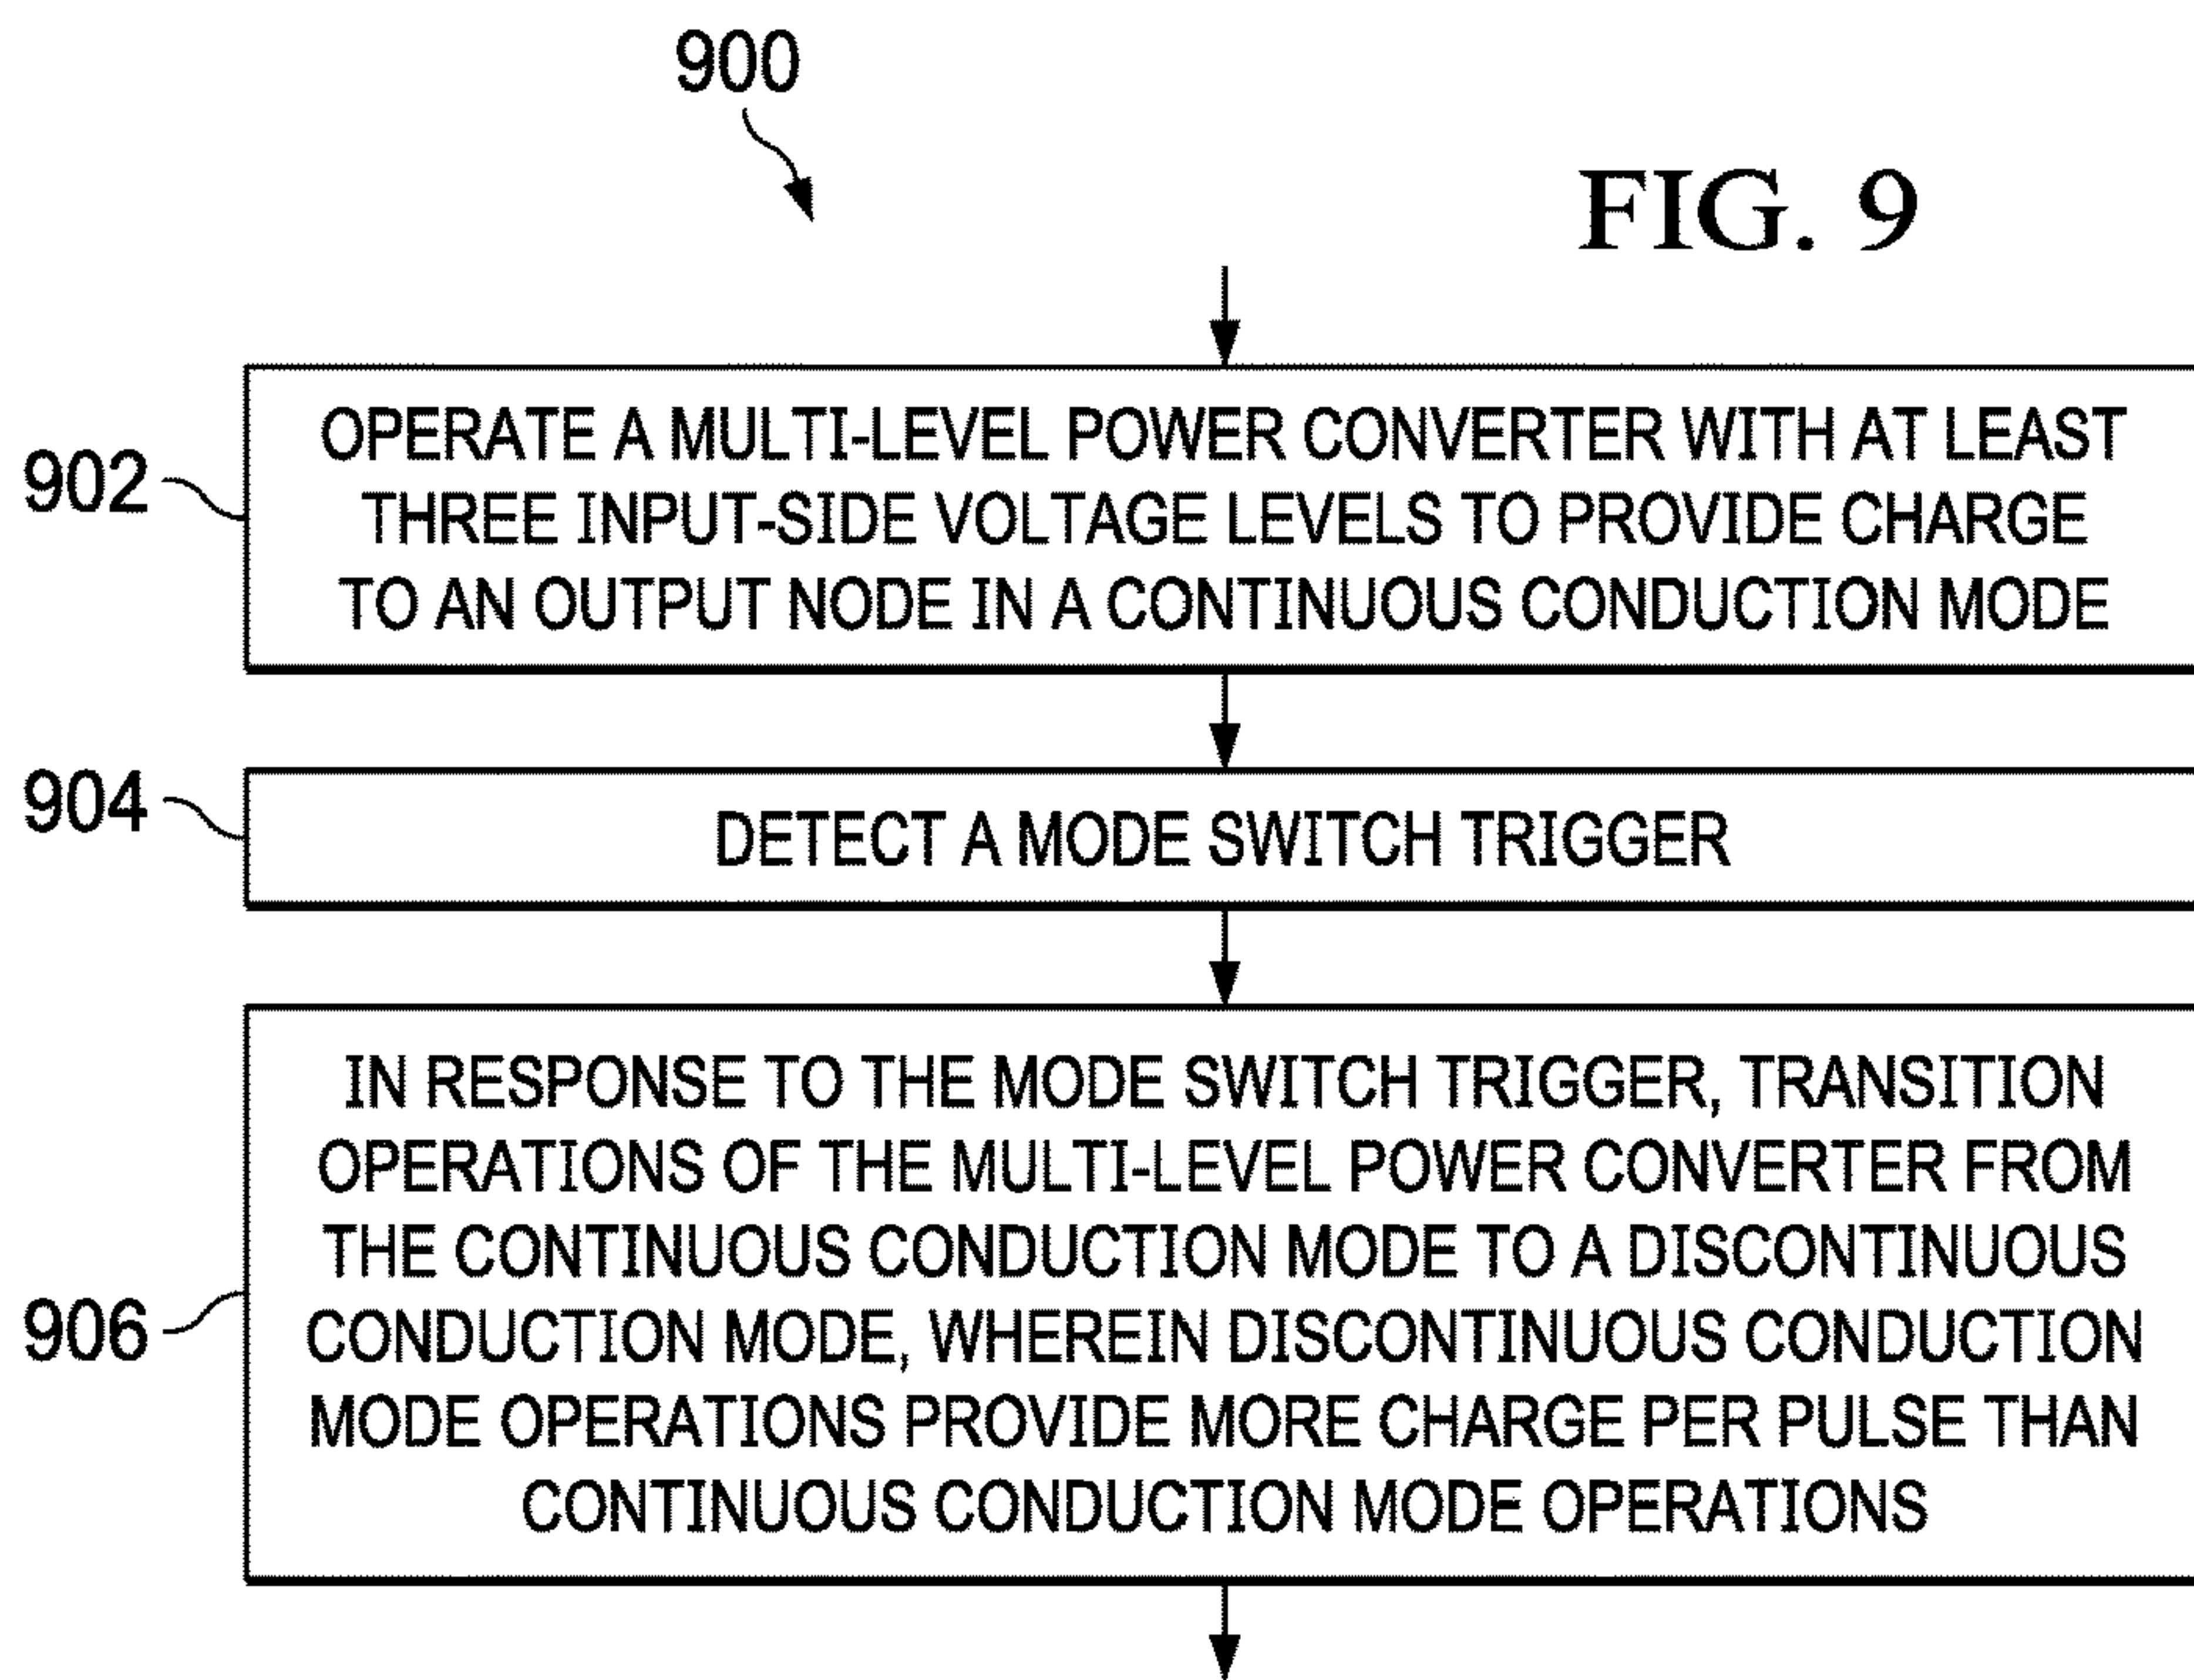 900
FIG. 9
902
OPERATE A MULTI-LEVEL POWER CONVERTER WITH AT LEAST
THREE INPUT-SIDE VOLTAGE LEVELS TO PROVIDE CHARGE
TO AN OUTPUT NODE IN A CONTINUOUS CONDUCTION MODE
904
DETECT A MODE SWITCH TRIGGER
906
IN RESPONSE TO THE MODE SWITCH TRIGGER, TRANSITION
OPERATIONS OF THE MULTI-LEVEL POWER CONVERTER FROM
THE CONTINUOUS CONDUCTION MODE TO A DISCONTINUOUS
CONDUCTION MODE, WHEREIN DISCONTINUOUS CONDUCTION
MODE OPERATIONS PROVIDE MORE CHARGE PER PULSE THAN
CONTINUOUS CONDUCTION MODE OPERATIONS